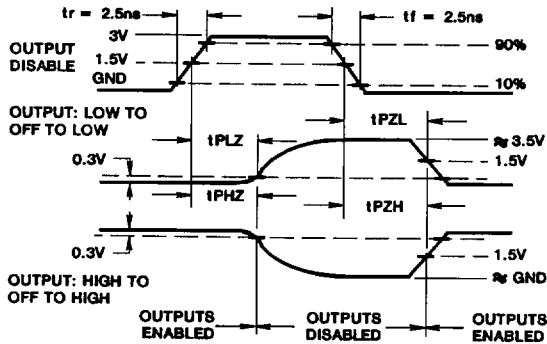 tr = 2.5ns
tf = 2.5ns
OUTPUT
DISABLE
3V
1.5V
GND
90%
10%
OUTPUT: LOW TO
OFF TO LOW
tPLZ
tPZL
≈ 3.5V
1.5V
0.3V
tPHZ
tPZH
0.3V
1.5V
≈ GND
OUTPUT: HIGH TO
OFF TO HIGH
OUTPUTS
ENABLED
OUTPUTS
DISABLED
OUTPUTS
ENABLED